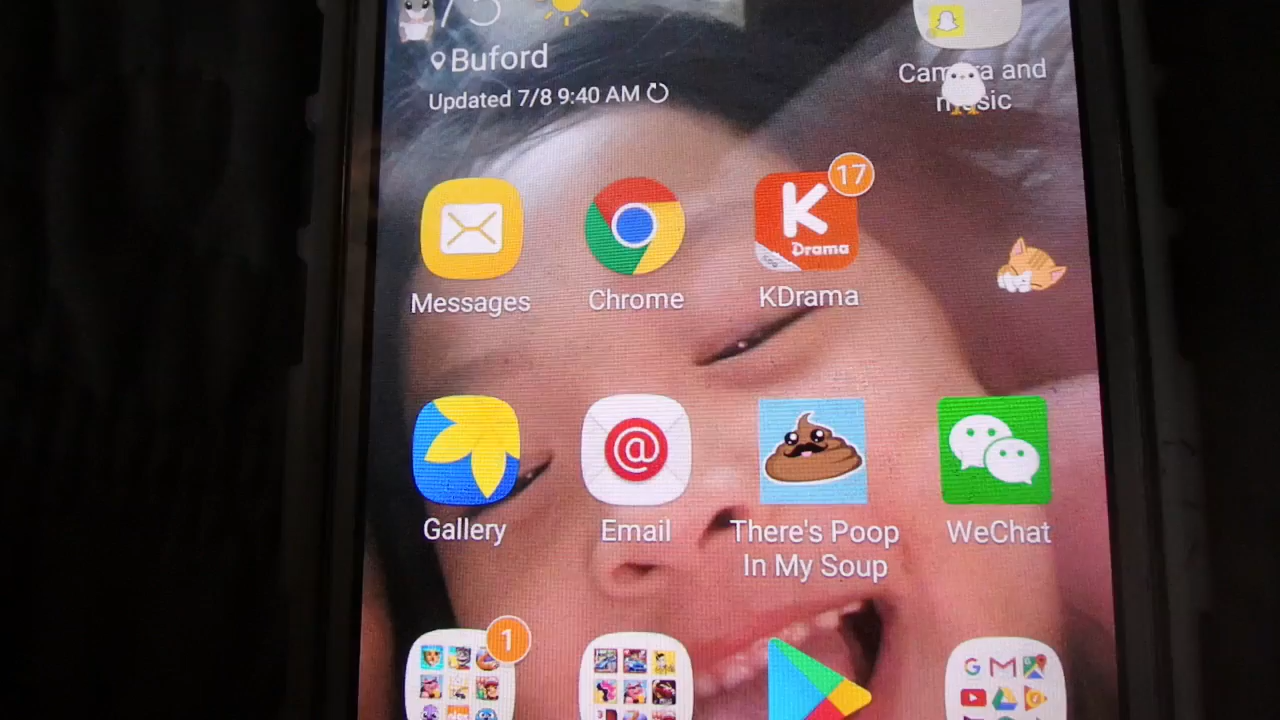 75
Buford
Updated 7/8 9:40 AM
Camera and
music
17
K
Drama
Messages
Chrome
KDrama
@
Gallery
Email
There's Poop
In My Soup
WeChat
1
G